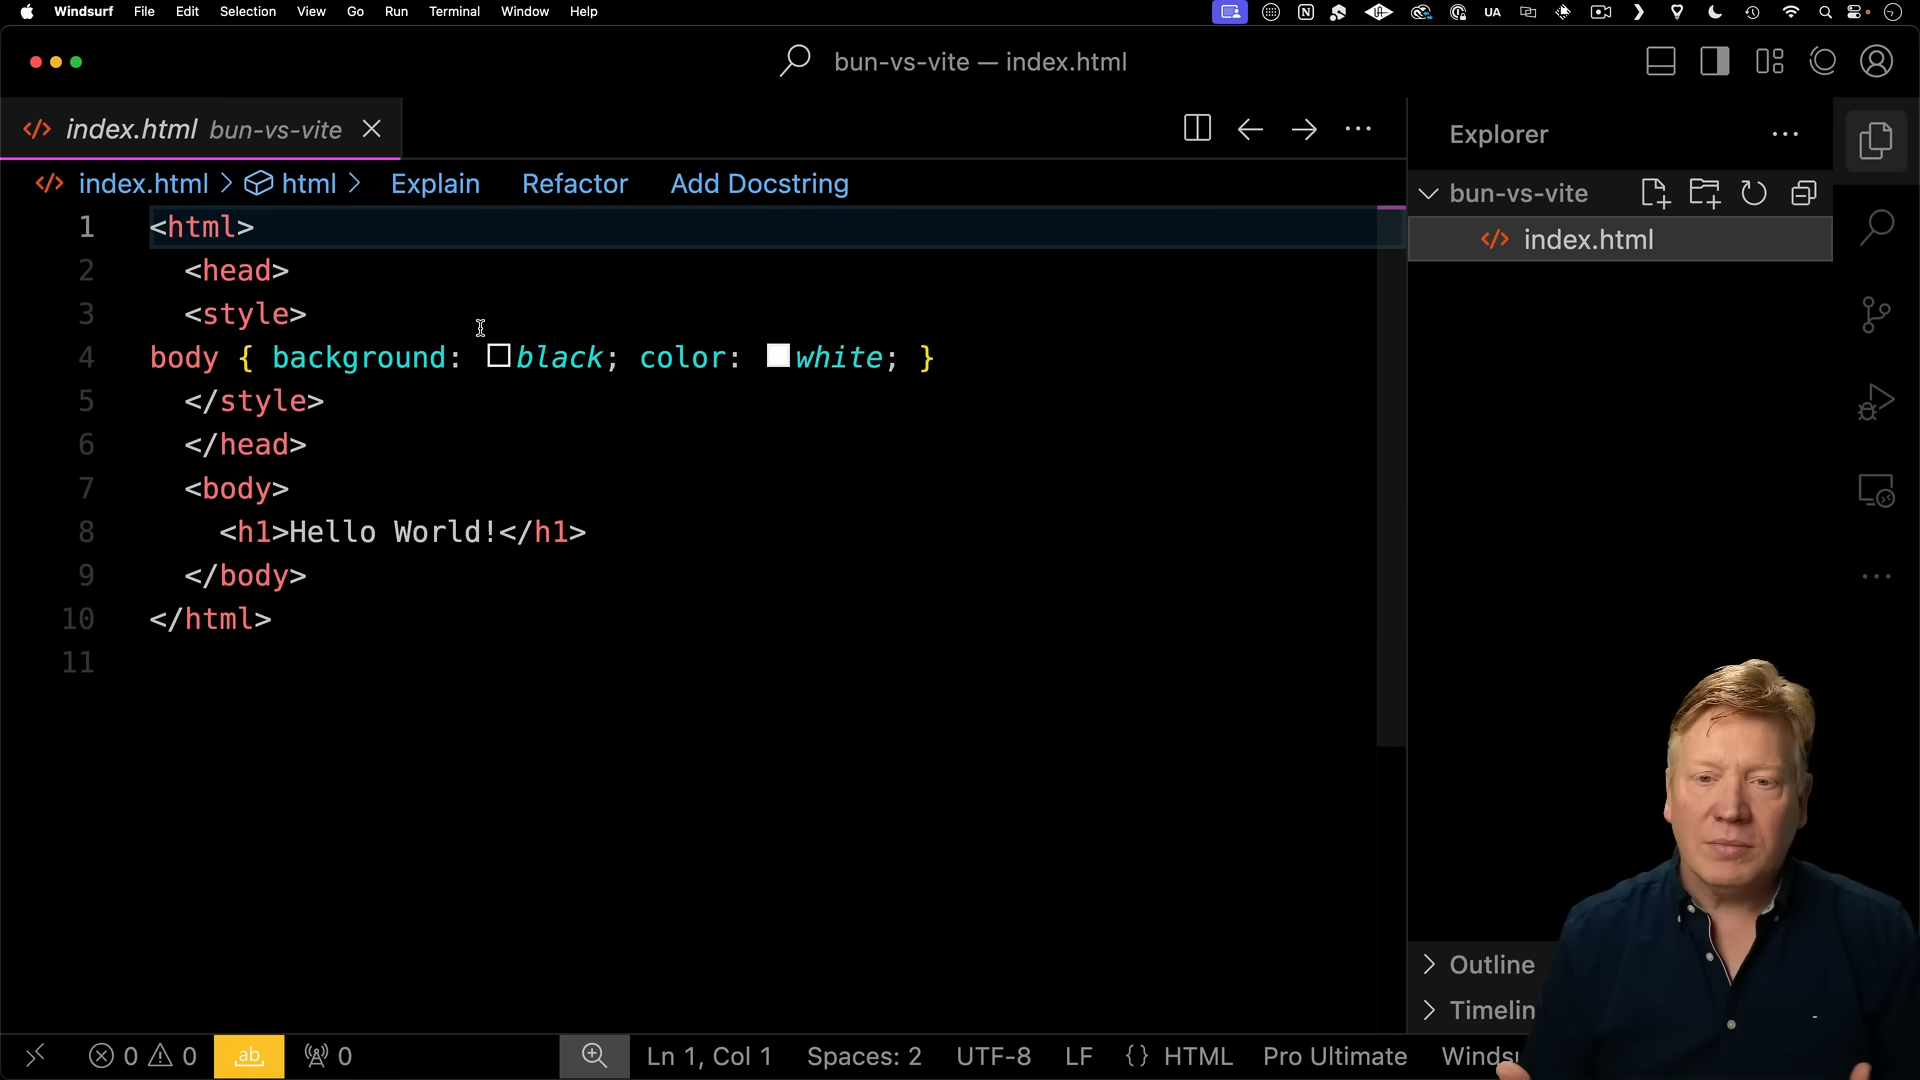 Windsurf File Edit Selection View Go Run Terminal Window Help
UA
bun-vs-vite — index.html
index.html bun-vs-vite
Explorer
index.html > html > Explain Refactor Add Docstring
bun-vs-vite
index.html
1 <html>
2 <head>
3 <style>
4 body { background: black; color: white; }
5 </style>
6 </head>
7 <body>
8 <h1>Hello World!</h1>
9 </body>
10 </html>
11
Outline
Timelin
0 0 ab 0 Ln 1, Col 1 Spaces: 2 UTF-8 LF {} HTML Pro Ultimate Winds